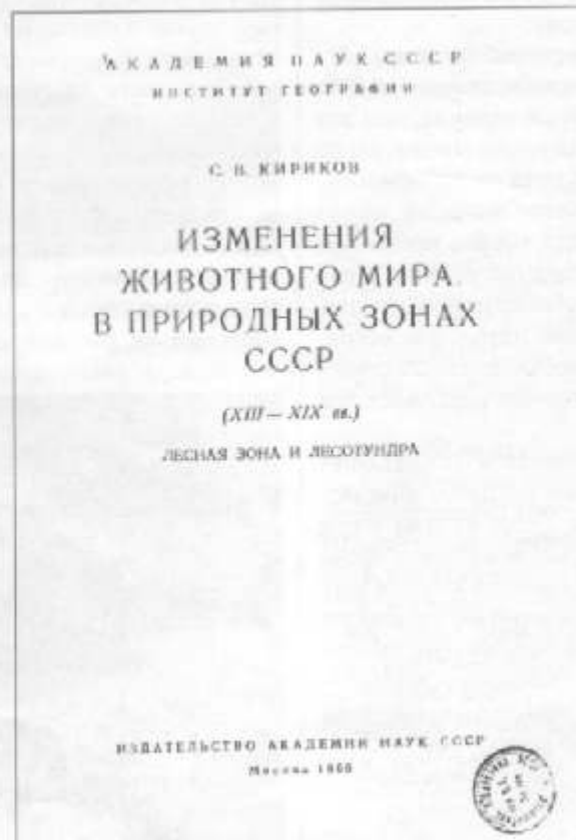 АКАДЕМИЯ НАУК СССР
ИНСТИТУТ ГЕОГРАФИИ
С. В. КИРИКОВ
ИЗМЕНЕНИЯ
ЖИВОТНОГО МИРА
В ПРИРОДНЫХ ЗОНАХ
СССР
(XIII — XIX вв.)
ЛЕСНАЯ ЗОНА И ЛЕСОТУНДРА
ИЗДАТЕЛЬСТВО АКАДЕМИИ НАУК СССР
Москва 1960